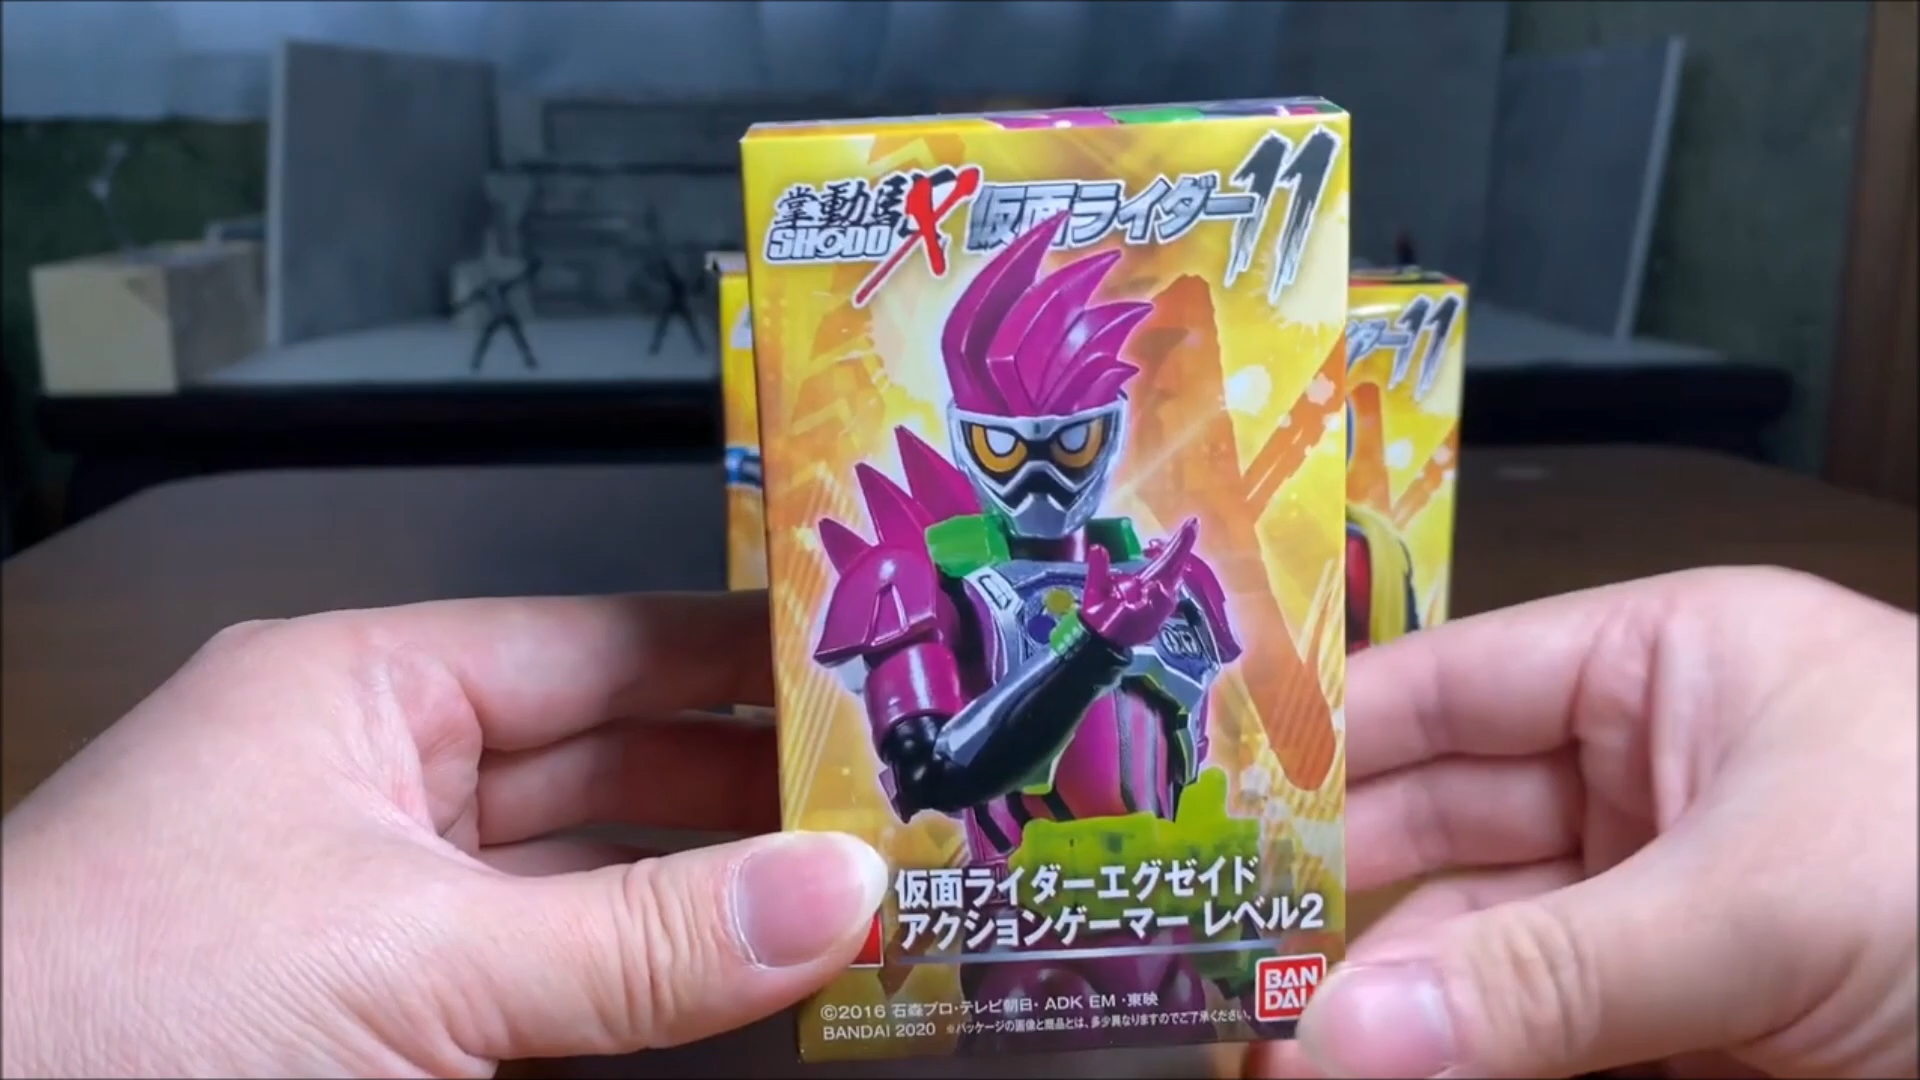 掌動駆
SHODO X 仮面ライダー11
ダー11
仮面ライダーエグゼイド
アクションゲーマー レベル2
BAN
DAI
©2016 石森プロ・テレビ朝日・ADK EM・東映
BANDAI 2020 ※パッケージの画像と商品とは、多少異なりますのでご了承ください。